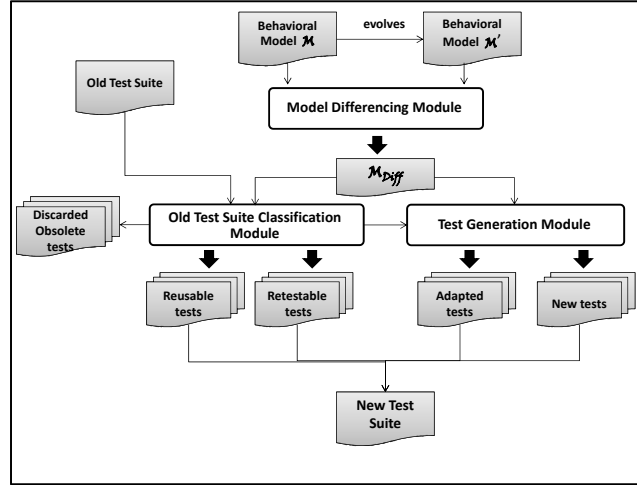 Behavioral
Model ℳ
evolves
Behavioral
Model ℳ′
Old Test Suite
Model Differencing Module
ℳDiff
Discarded
Obsolete
tests
Old Test Suite Classification
Module
Test Generation Module
Reusable
tests
Retestable
tests
Adapted
tests
New tests
New Test
Suite